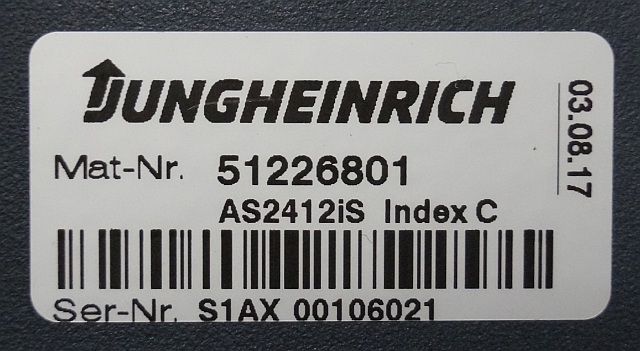 JUNGHEINRICH
Mat-Nr. 51226801
AS2412iS Index C
Ser-Nr. S1AX 00106021
03.08.17